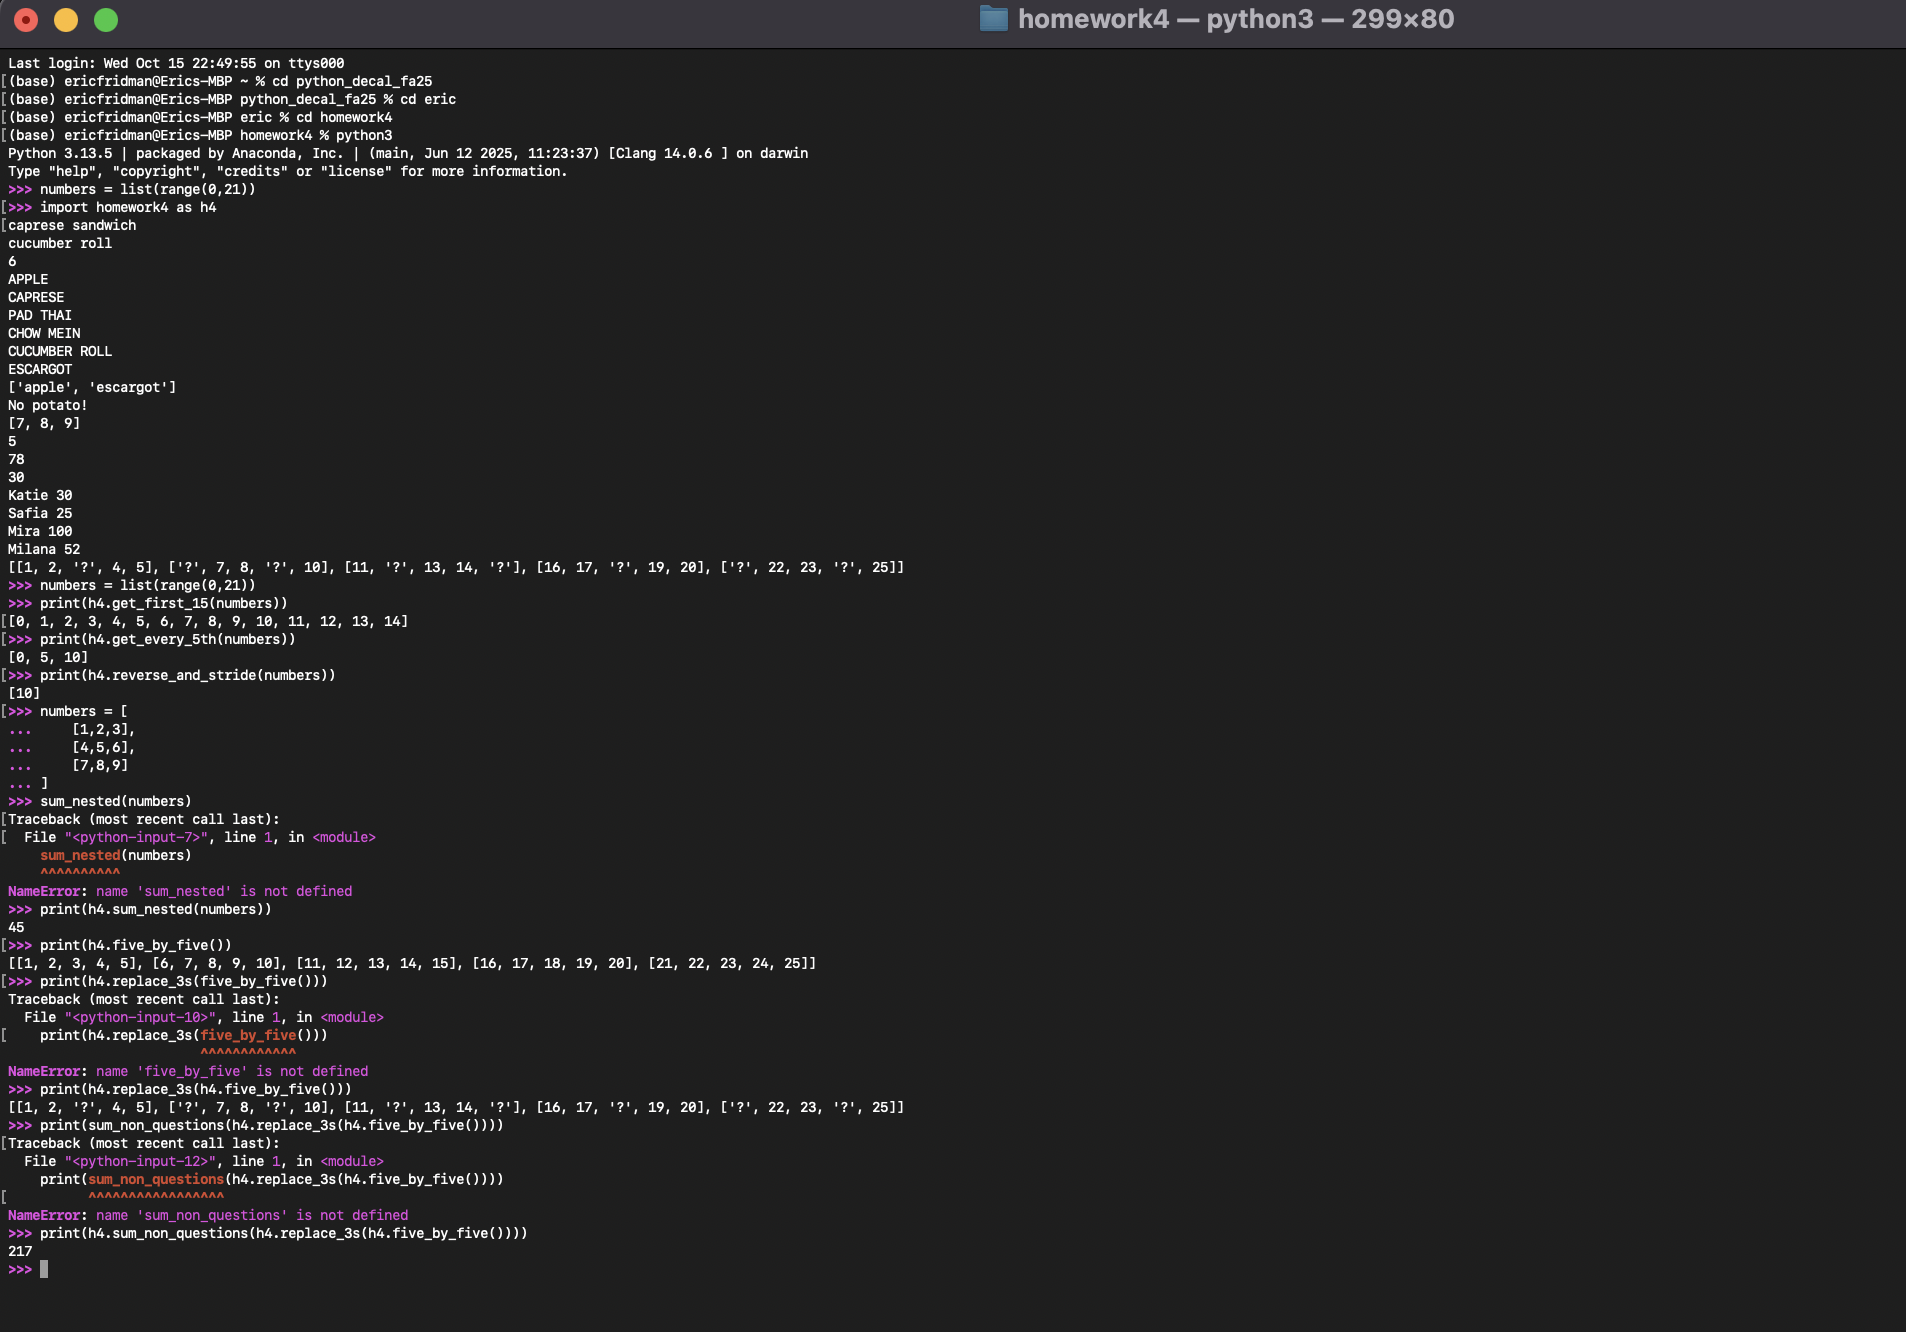 homework4 — python3 — 299×80
Last login: Wed Oct 15 22:49:55 on ttys000
[(base) ericfridman@Erics-MBP ~ % cd python_decal_fa25
[(base) ericfridman@Erics-MBP python_decal_fa25 % cd eric
[(base) ericfridman@Erics-MBP eric % cd homework4
[(base) ericfridman@Erics-MBP homework4 % python3
Python 3.13.5 | packaged by Anaconda, Inc. | (main, Jun 12 2025, 11:23:37) [Clang 14.0.6 ] on darwin
Type "help", "copyright", "credits" or "license" for more information.
>>> numbers = list(range(0,21))
[>>> import homework4 as h4
[caprese sandwich
cucumber roll
6
APPLE
CAPRESE
PAD THAI
CHOW MEIN
CUCUMBER ROLL
ESCARGOT
['apple', 'escargot']
No potato!
[7, 8, 9]
5
78
30
Katie 30
Safia 25
Mira 100
Milana 52
[[1, 2, '?', 4, 5], ['?', 7, 8, '?', 10], [11, '?', 13, 14, '?'], [16, 17, '?', 19, 20], ['?', 22, 23, '?', 25]]
>>> numbers = list(range(0,21))
>>> print(h4.get_first_15(numbers))
[[0, 1, 2, 3, 4, 5, 6, 7, 8, 9, 10, 11, 12, 13, 14]
[>>> print(h4.get_every_5th(numbers))
[0, 5, 10]
[>>> print(h4.reverse_and_stride(numbers))
[10]
[>>> numbers = [
...     [1,2,3],
...     [4,5,6],
...     [7,8,9]
... ]
>>> sum_nested(numbers)
[Traceback (most recent call last):
[  File "<python-input-7>", line 1, in <module>
    sum_nested(numbers)
    ^^^^^^^^^^
NameError: name 'sum_nested' is not defined
>>> print(h4.sum_nested(numbers))
45
[>>> print(h4.five_by_five())
[[1, 2, 3, 4, 5], [6, 7, 8, 9, 10], [11, 12, 13, 14, 15], [16, 17, 18, 19, 20], [21, 22, 23, 24, 25]]
[>>> print(h4.replace_3s(five_by_five()))
Traceback (most recent call last):
  File "<python-input-10>", line 1, in <module>
[    print(h4.replace_3s(five_by_five()))
                        ^^^^^^^^^^^^
NameError: name 'five_by_five' is not defined
>>> print(h4.replace_3s(h4.five_by_five()))
[[1, 2, '?', 4, 5], ['?', 7, 8, '?', 10], [11, '?', 13, 14, '?'], [16, 17, '?', 19, 20], ['?', 22, 23, '?', 25]]
>>> print(sum_non_questions(h4.replace_3s(h4.five_by_five())))
[Traceback (most recent call last):
  File "<python-input-12>", line 1, in <module>
    print(sum_non_questions(h4.replace_3s(h4.five_by_five())))
[          ^^^^^^^^^^^^^^^^^
NameError: name 'sum_non_questions' is not defined
>>> print(h4.sum_non_questions(h4.replace_3s(h4.five_by_five())))
217
>>>